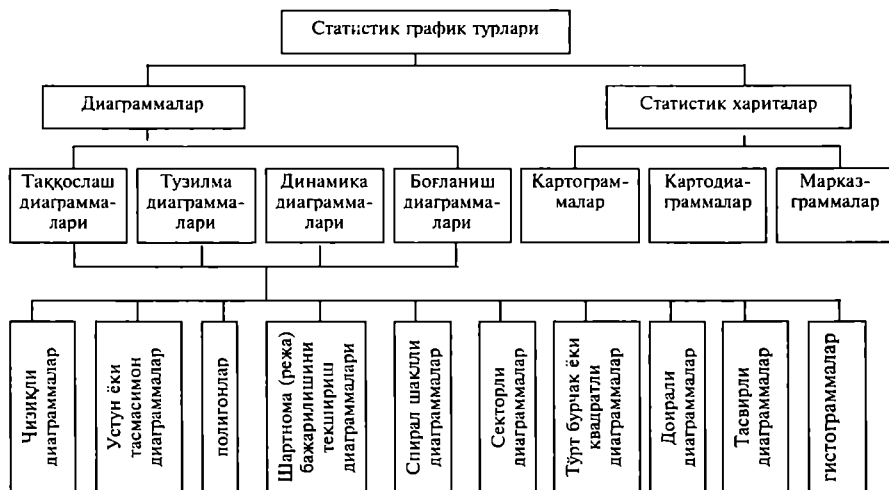 Статистик график турлари
Диаграммалар
Статистик хариталар
Таққослаш
диаграмма-
лари
Тузилма
диаграмма-
лари
Динамика
диаграмма-
лари
Боғланиш
диаграмма-
лари
Картограм-
малар
Картодиа-
граммалар
Марказ-
граммалар
Чизиқли
диаграммалар
Устун ёки
тасмасимон
диаграммалар
полигонлар
Шартнома (режа)
бажарилишини
текшириш
диаграммалари
Спирал шаклли
диаграммалар
Секторли
диаграммалар
Тўрт бурчак ёки
квадратли
диаграммалар
Доирали
диаграммалар
Тасвирли
диаграммалар
гистограммалар